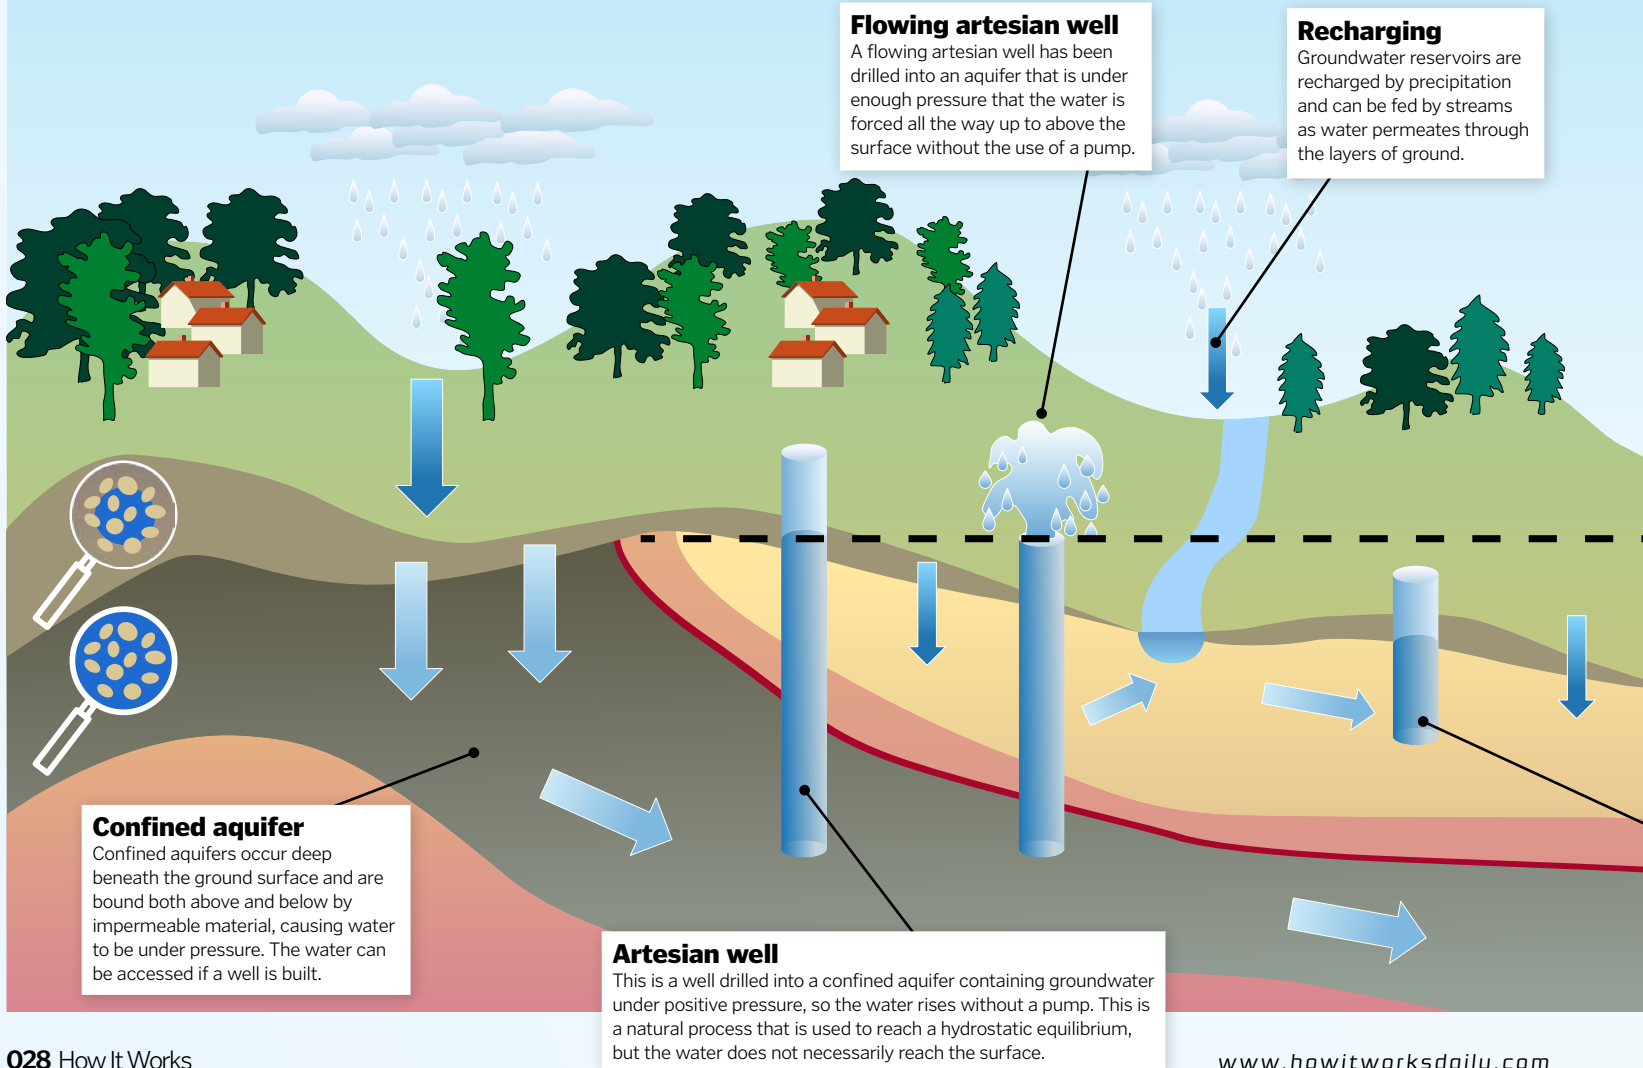 Flowing artesian well
A flowing artesian well has been
drilled into an aquifer that is under
enough pressure that the water is
forced all the way up to above the
surface without the use of a pump.
Recharging
Groundwater reservoirs are
recharged by precipitation
and can be fed by streams
as water permeates through
the layers of ground.
Confined aquifer
Confined aquifers occur deep
beneath the ground surface and are
bound both above and below by
impermeable material, causing water
to be under pressure. The water can
be accessed if a well is built.
Artesian well
This is a well drilled into a confined aquifer containing groundwater
under positive pressure, so the water rises without a pump. This is
a natural process that is used to reach a hydrostatic equilibrium,
but the water does not necessarily reach the surface.
028 How It Works
www.howitworksdaily.com